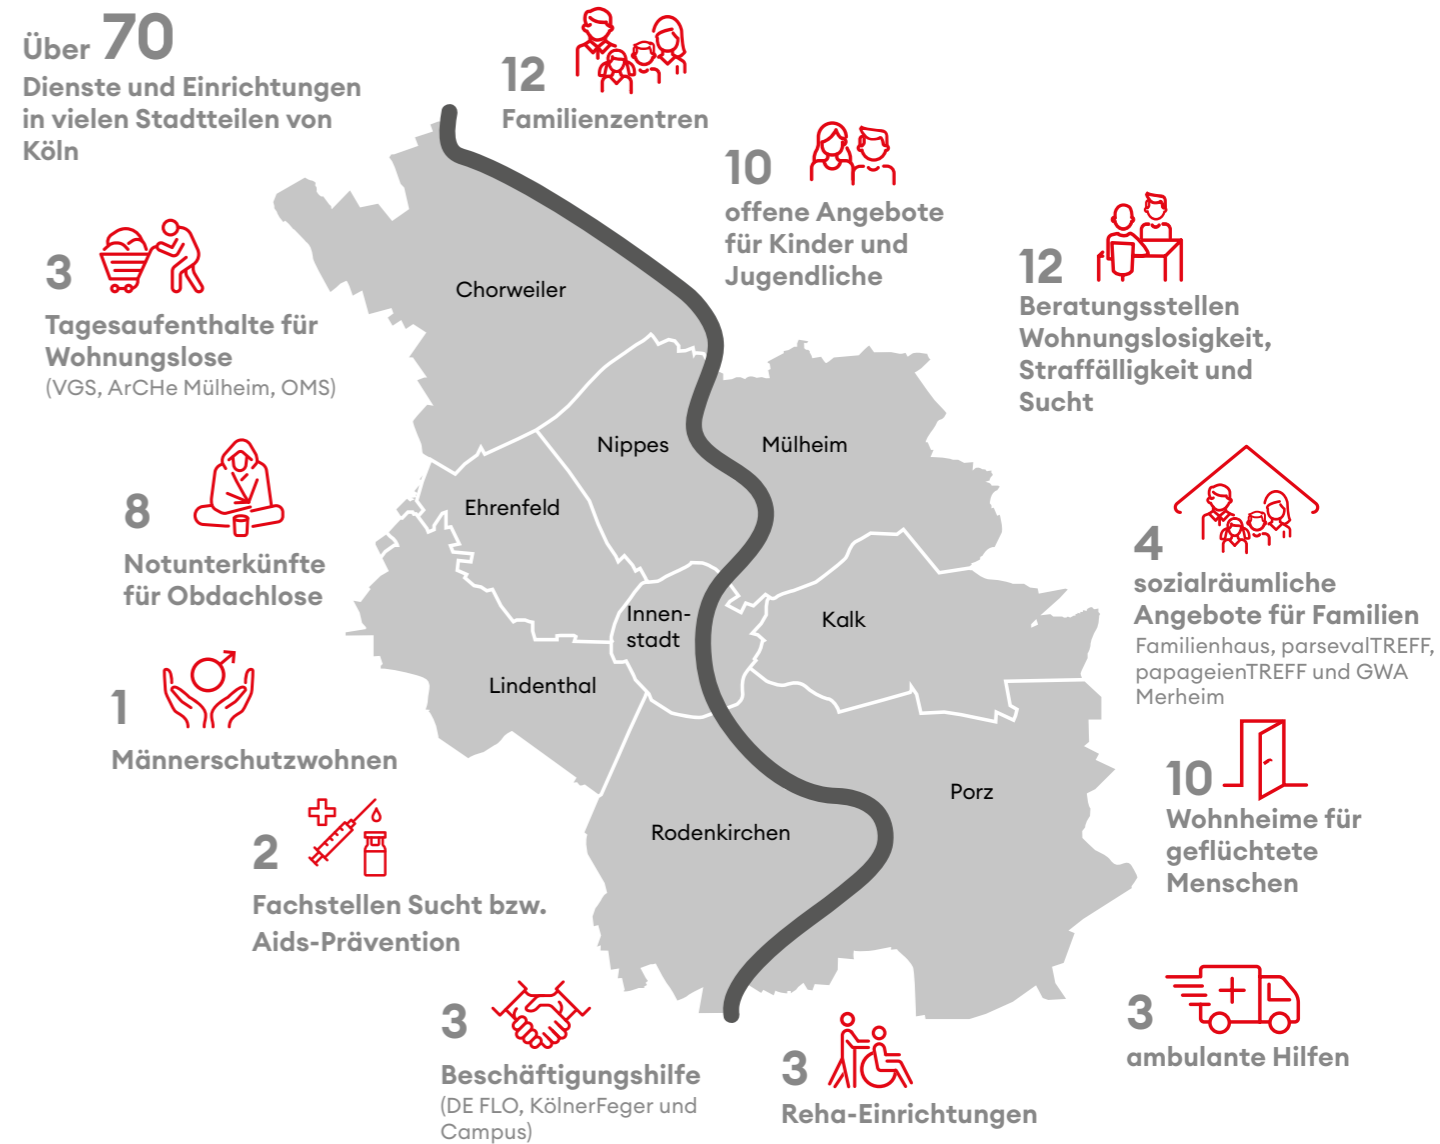 Über 70
Dienste und Einrichtungen
in vielen Stadtteilen von
Köln
12
Familienzentren
10
offene Angebote
für Kinder und
Jugendliche
12
Beratungsstellen
Wohnungslosigkeit,
Straffälligkeit und
Sucht
3
Tagesaufenthalte für
Wohnungslose
(VGS, ArCHe Mülheim, OMS)
8
Notunterkünfte
für Obdachlose
1
Männerschutzwohnen
2
Fachstellen Sucht bzw.
Aids-Prävention
3
Beschäftigungshilfe
(DE FLO, KölnerFeger und
Campus)
3
Reha-Einrichtungen
3
ambulante Hilfen
10
Wohnheime für
geflüchtete
Menschen
4
sozialräumliche
Angebote für Familien
Familienhaus, parsevalTREFF,
papageienTREFF und GWA
Merheim
Chorweiler
Nippes
Mülheim
Ehrenfeld
Innen-
stadt
Kalk
Lindenthal
Porz
Rodenkirchen